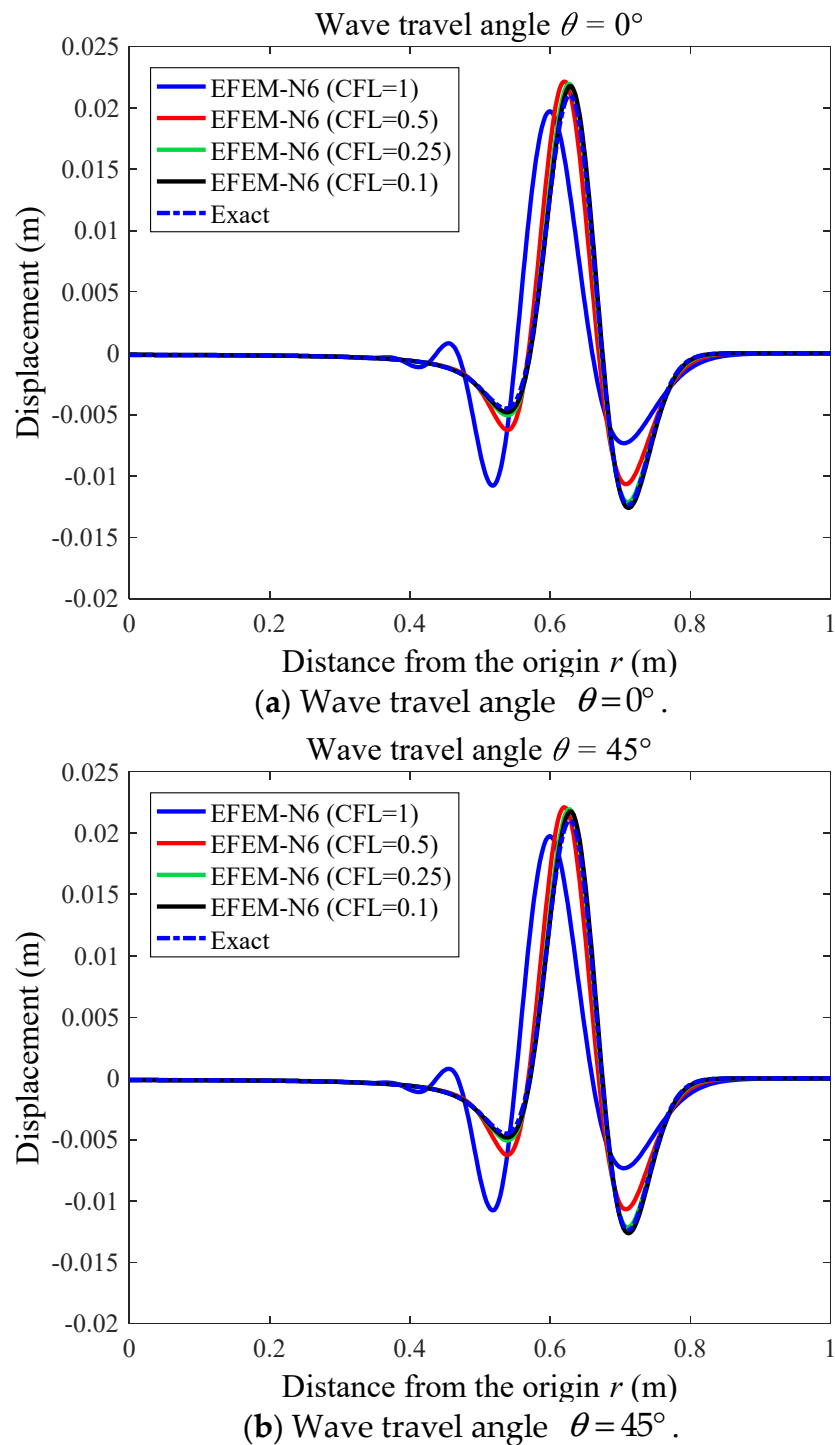 Wave travel angle θ = 0°
0.025
0.02
0.015
0.01
0.005
0
-0.005
-0.01
-0.015
-0.02
Displacement (m)
EFEM-N6 (CFL=1)
EFEM-N6 (CFL=0.5)
EFEM-N6 (CFL=0.25)
EFEM-N6 (CFL=0.1)
Exact
0 0.2 0.4 0.6 0.8 1
Distance from the origin r (m)
(a) Wave travel angle θ=0°.
Wave travel angle θ = 45°
0.025
0.02
0.015
0.01
0.005
0
-0.005
-0.01
-0.015
-0.02
Displacement (m)
EFEM-N6 (CFL=1)
EFEM-N6 (CFL=0.5)
EFEM-N6 (CFL=0.25)
EFEM-N6 (CFL=0.1)
Exact
0 0.2 0.4 0.6 0.8 1
Distance from the origin r (m)
(b) Wave travel angle θ=45°.